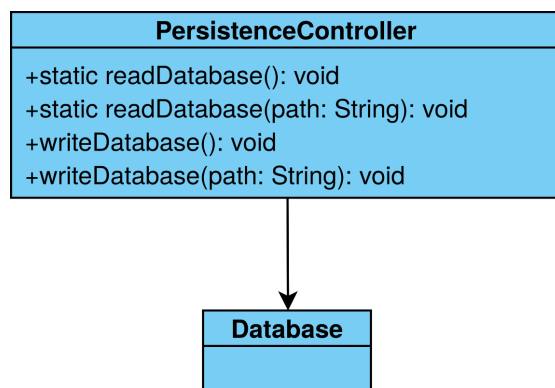 PersistenceController
+static readDatabase(): void
+static readDatabase(path: String): void
+writeDatabase(): void
+writeDatabase(path: String): void
Database